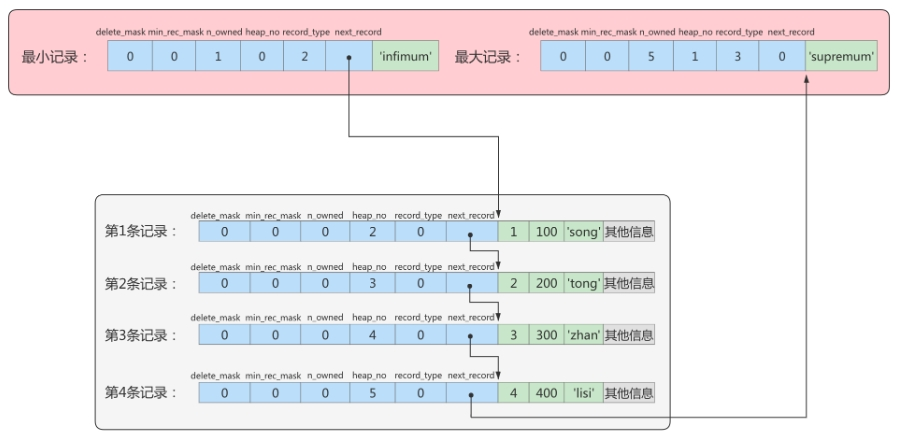 delete_mask min_rec_mask n_owned heap_no record_type next_record
最小记录： 0 0 1 0 2 'infimum'
delete_mask min_rec_mask n_owned heap_no record_type next_record
最大记录： 0 0 5 1 3 0 'supremum'
delete_mask min_rec_mask n_owned heap_no record_type next_record
第1条记录： 0 0 0 2 0 1 100 'song' 其他信息
delete_mask min_rec_mask n_owned heap_no record_type next_record
第2条记录： 0 0 0 3 0 2 200 'tong' 其他信息
delete_mask min_rec_mask n_owned heap_no record_type next_record
第3条记录： 0 0 0 4 0 3 300 'zhan' 其他信息
delete_mask min_rec_mask n_owned heap_no record_type next_record
第4条记录： 0 0 0 5 0 4 400 'lisi' 其他信息